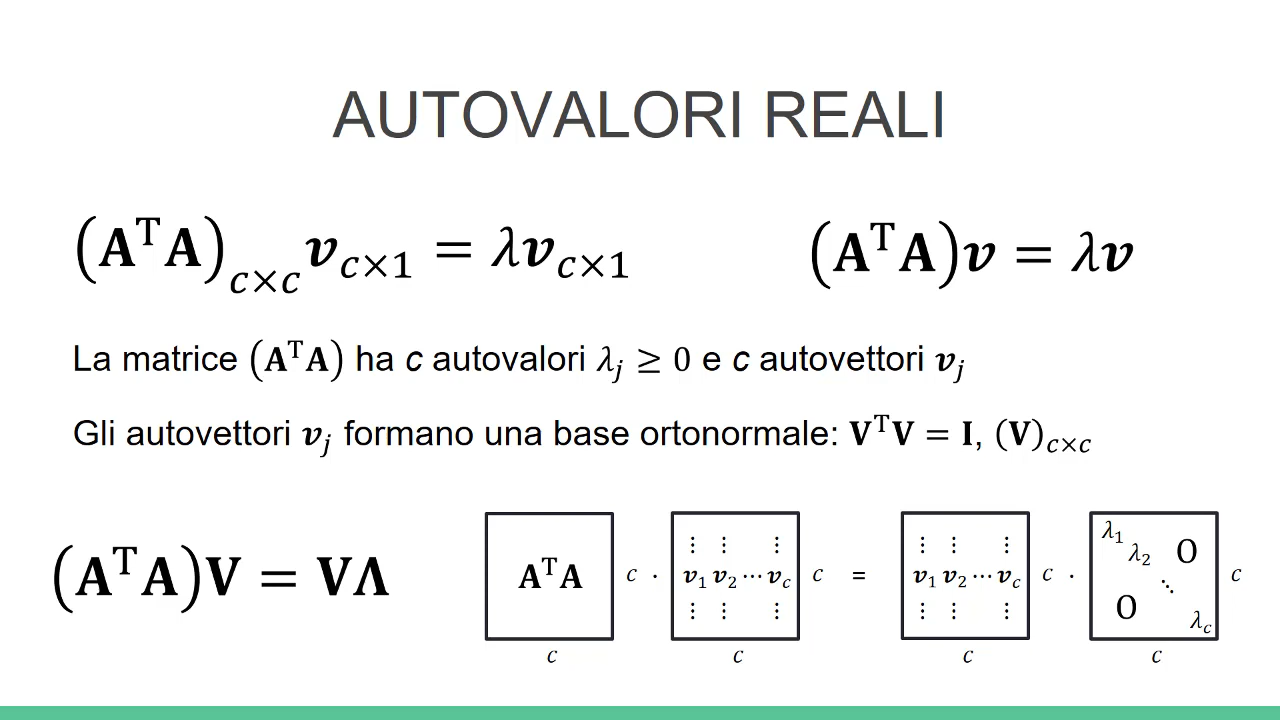 AUTOVALORI REALI
(AᵀA)c×c vc×1 = λvc×1
(AᵀA)v = λv
La matrice (AᵀA) ha c autovalori λj ≥ 0 e c autovettori vj
Gli autovettori vj formano una base ortonormale: VᵀV = I, (V)c×c
(AᵀA)V = VΛ
AᵀA c · ⋮ ⋮ ⋮ v₁ v₂ ⋯ vc ⋮ ⋮ ⋮ c = ⋮ ⋮ ⋮ v₁ v₂ ⋯ vc ⋮ ⋮ ⋮ c · λ₁ λ₂ O ⋱ O λc c
c c c c